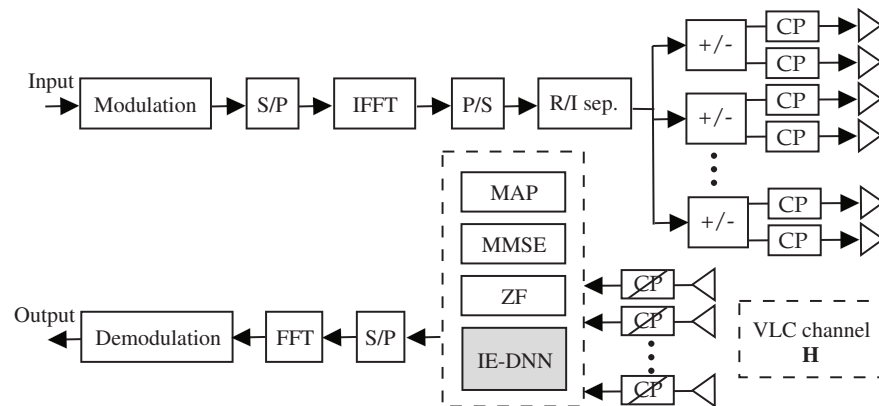 Input
Modulation
S/P
IFFT
P/S
R/I sep.
+/-
CP
CP
+/-
CP
CP
+/-
CP
CP
MAP
MMSE
ZF
IE-DNN
CP
CP
CP
VLC channel
H
Output
Demodulation
FFT
S/P